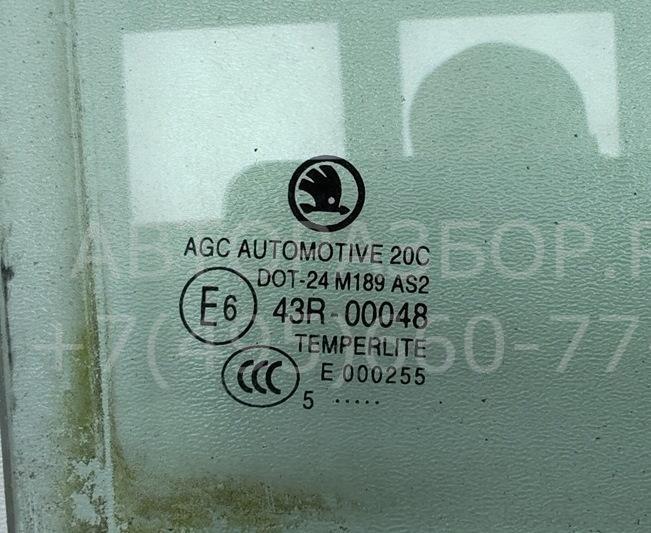 AGC AUTOMOTIVE 20C
DOT-24 M189 AS2
E6 43R-00048
TEMPERLITE
CCC E 000255
5 .....